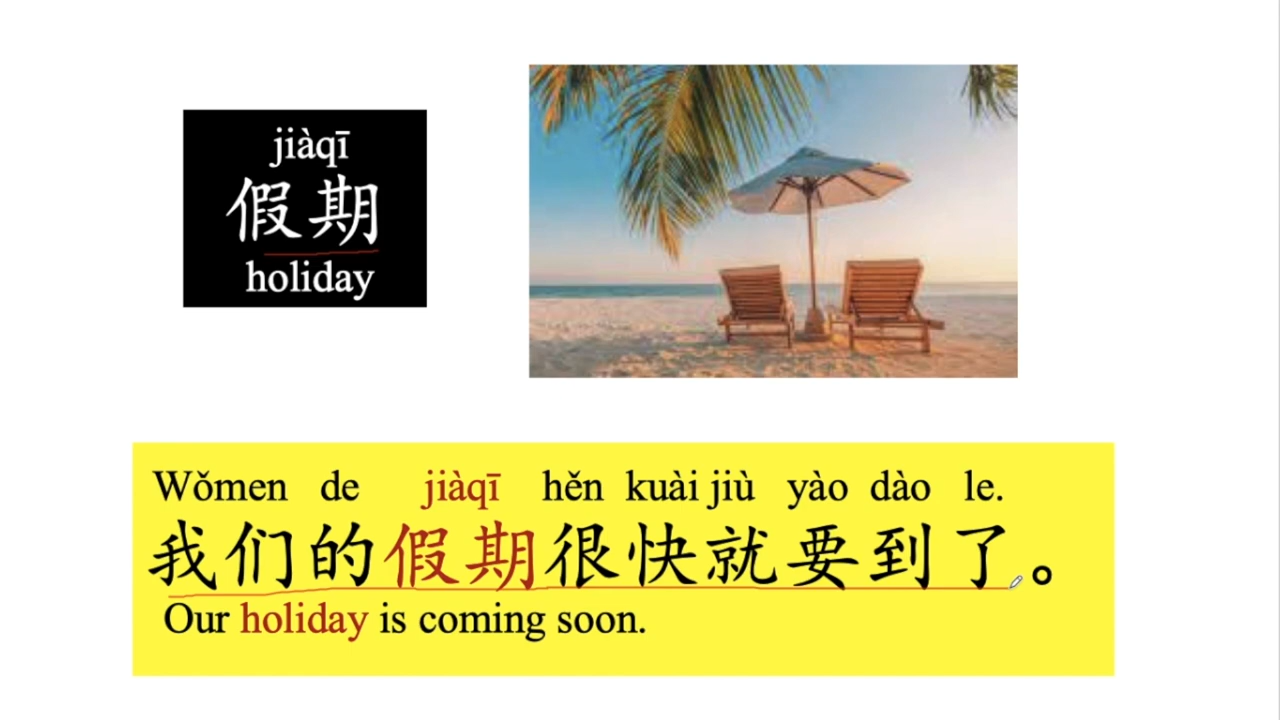 jiàqī
假期
holiday
Wǒmen de jiàqī hěn kuài jiù yào dào le.
我们的假期很快就要到了。
Our holiday is coming soon.